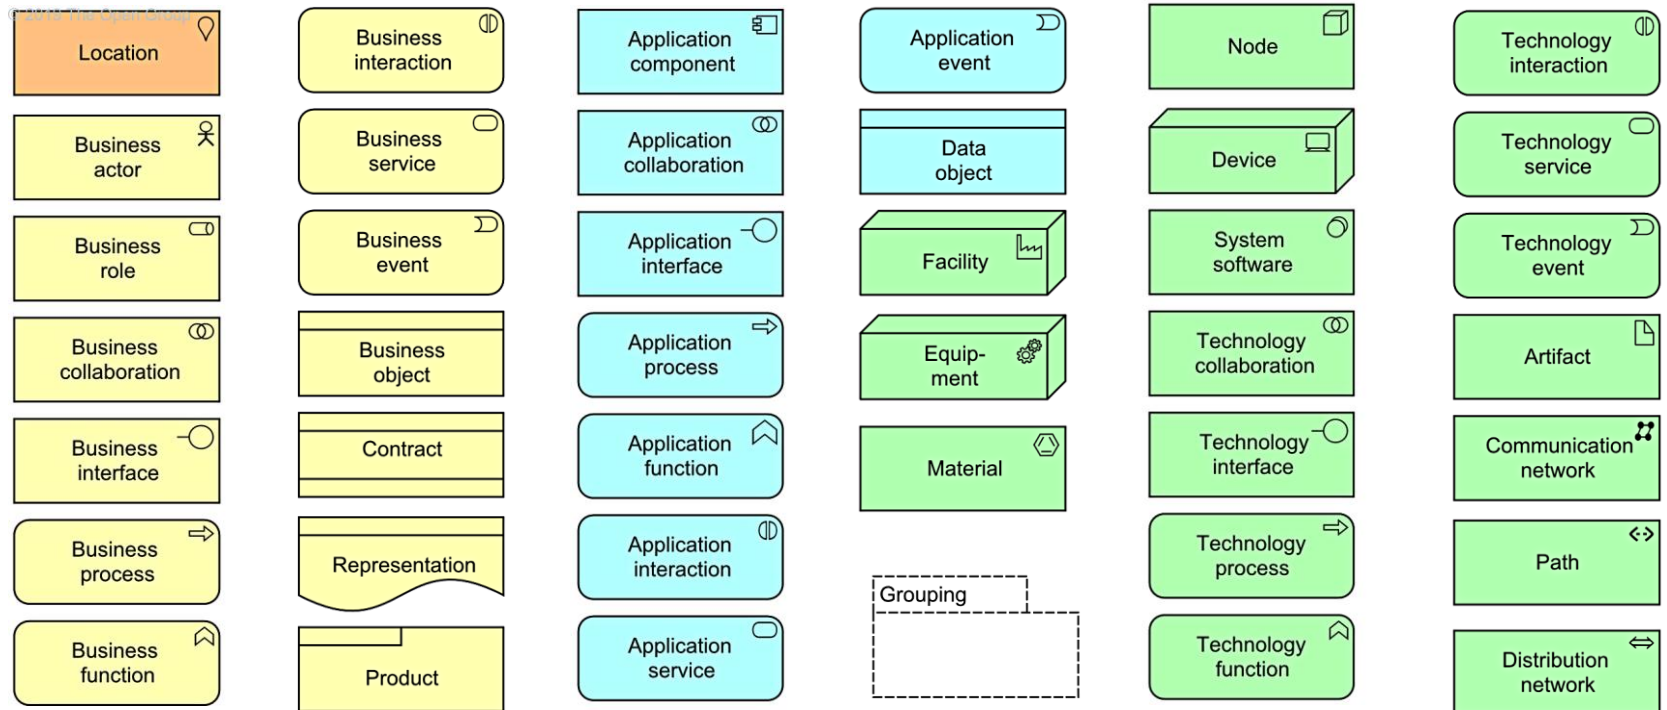 © 2019 The Open Group
Location
Business
actor
Business
role
Business
collaboration
Business
interface
Business
process
Business
function
Business
interaction
Business
service
Business
event
Business
object
Contract
Representation
Product
Application
component
Application
collaboration
Application
interface
Application
process
Application
function
Application
interaction
Application
service
Application
event
Data
object
Facility
Equip-
ment
Material
Grouping
Node
Device
System
software
Technology
collaboration
Technology
interface
Technology
process
Technology
function
Technology
interaction
Technology
service
Technology
event
Artifact
Communication
network
Path
Distribution
network